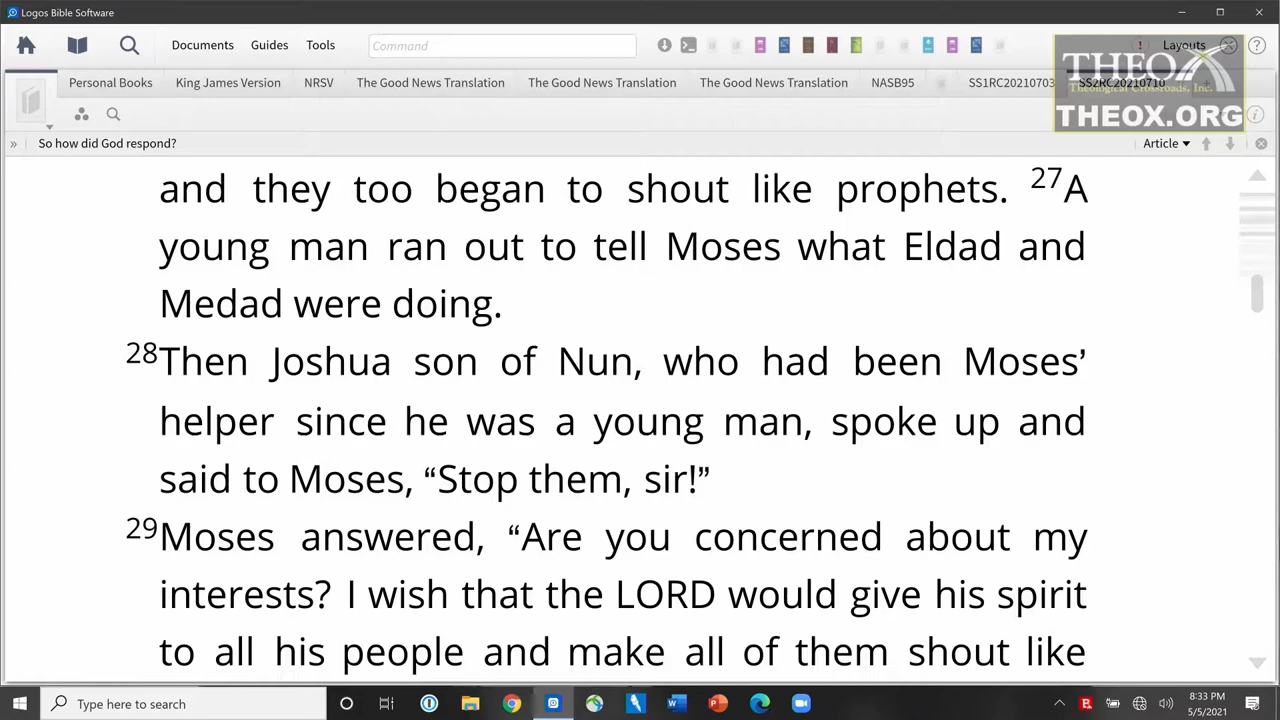 Logos Bible Software
Documents Guides Tools Command Layouts
Personal Books King James Version NRSV The Good News Translation The Good News Translation The Good News Translation NASB95 SS1RC20210703 SS2RC20210710
THEOX
Theological Crossroads, Inc.
THEOX.ORG
» So how did God respond? Article
and they too began to shout like prophets. 27A
young man ran out to tell Moses what Eldad and
Medad were doing.
28Then Joshua son of Nun, who had been Moses’
helper since he was a young man, spoke up and
said to Moses, “Stop them, sir!”
29Moses answered, “Are you concerned about my
interests? I wish that the LORD would give his spirit
to all his people and make all of them shout like
Type here to search
8:33 PM
5/5/2021